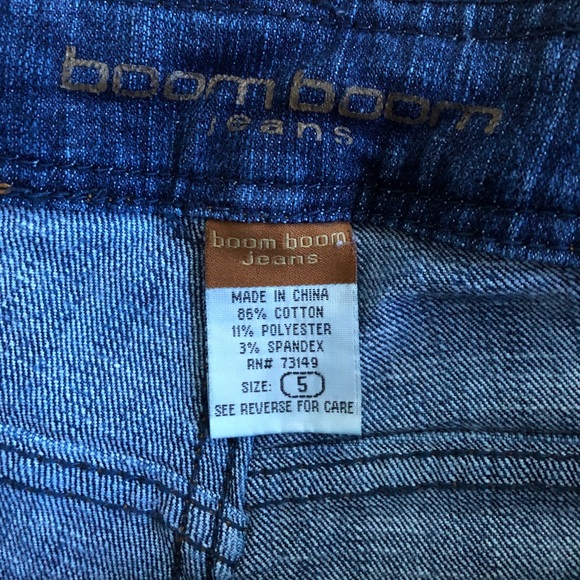 boom boom
jeans
boom boom
Jeans
MADE IN CHINA
86% COTTON
11% POLYESTER
3% SPANDEX
RN# 73149
SIZE: 5
SEE REVERSE FOR CARE